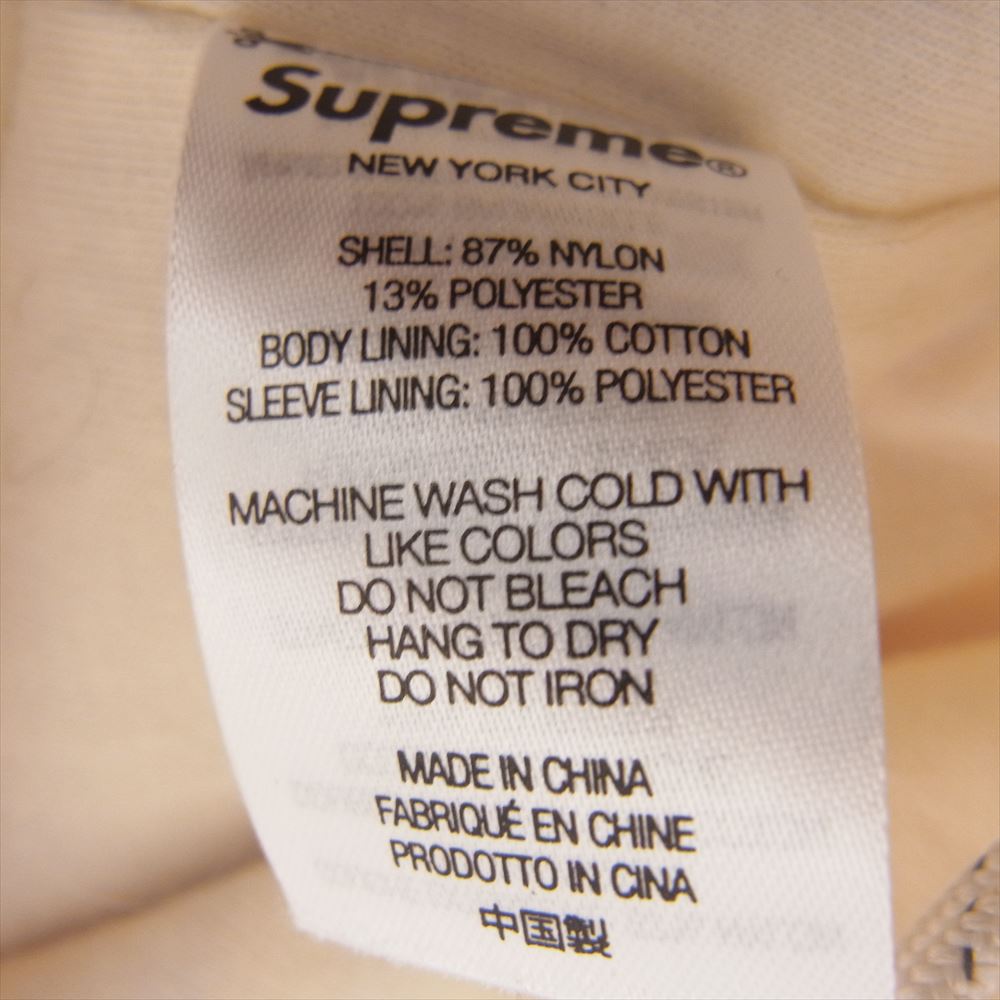 Supreme®
NEW YORK CITY
SHELL: 87% NYLON
13% POLYESTER
BODY LINING: 100% COTTON
SLEEVE LINING: 100% POLYESTER
MACHINE WASH COLD WITH
LIKE COLORS
DO NOT BLEACH
HANG TO DRY
DO NOT IRON
MADE IN CHINA
FABRIQUÉ EN CHINE
PRODOTTO IN CINA
中国製